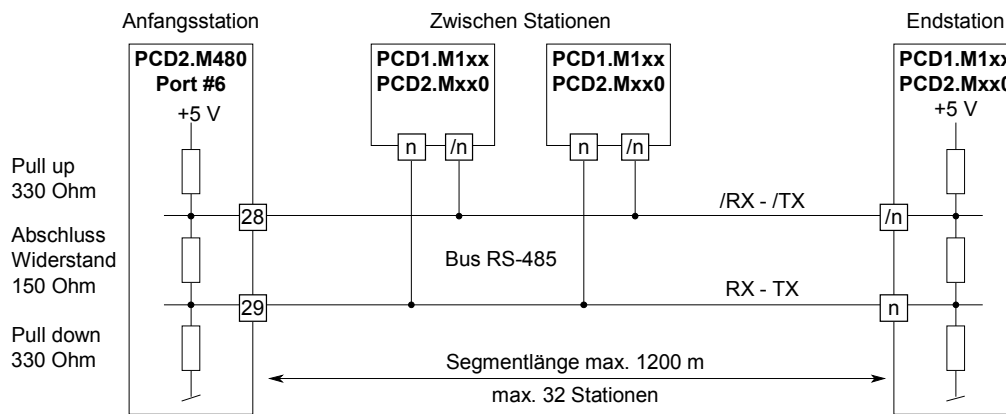 Anfangsstation
Zwischen Stationen
Endstation
PCD2.M480
Port #6
+5 V
PCD1.M1xx
PCD2.Mxx0
n
/n
PCD1.M1xx
PCD2.Mxx0
n
/n
PCD1.M1xx
PCD2.Mxx0
+5 V
Pull up
330 Ohm
28
/RX - /TX
/n
Abschluss
Widerstand
150 Ohm
Bus RS-485
29
RX - TX
n
Pull down
330 Ohm
Segmentlänge max. 1200 m
max. 32 Stationen